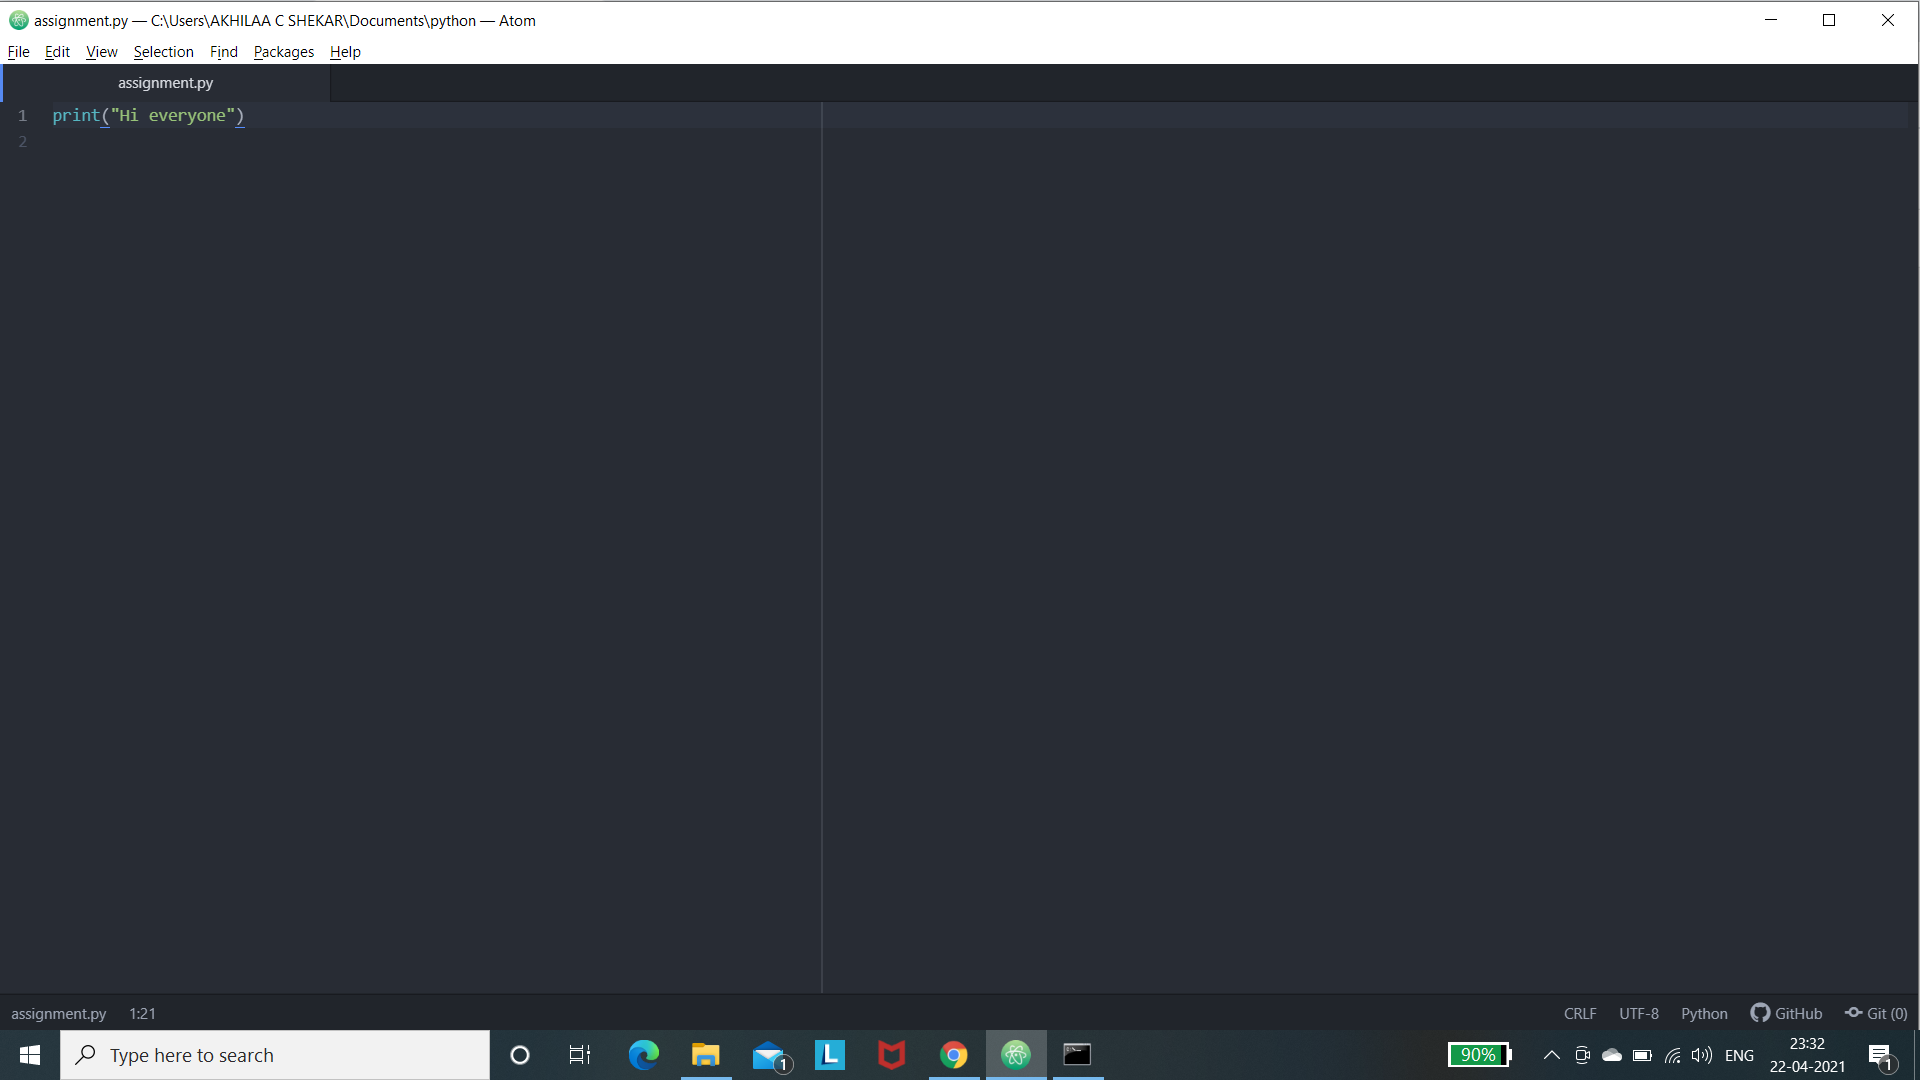 assignment.py — C:\Users\AKHILAA C SHEKAR\Documents\python — Atom
File Edit View Selection Find Packages Help
assignment.py
1 print("Hi everyone")
2
assignment.py 1:21 CRLF UTF-8 Python GitHub Git (0)
Type here to search
L
1
90%
ENG
23:32
22-04-2021
1